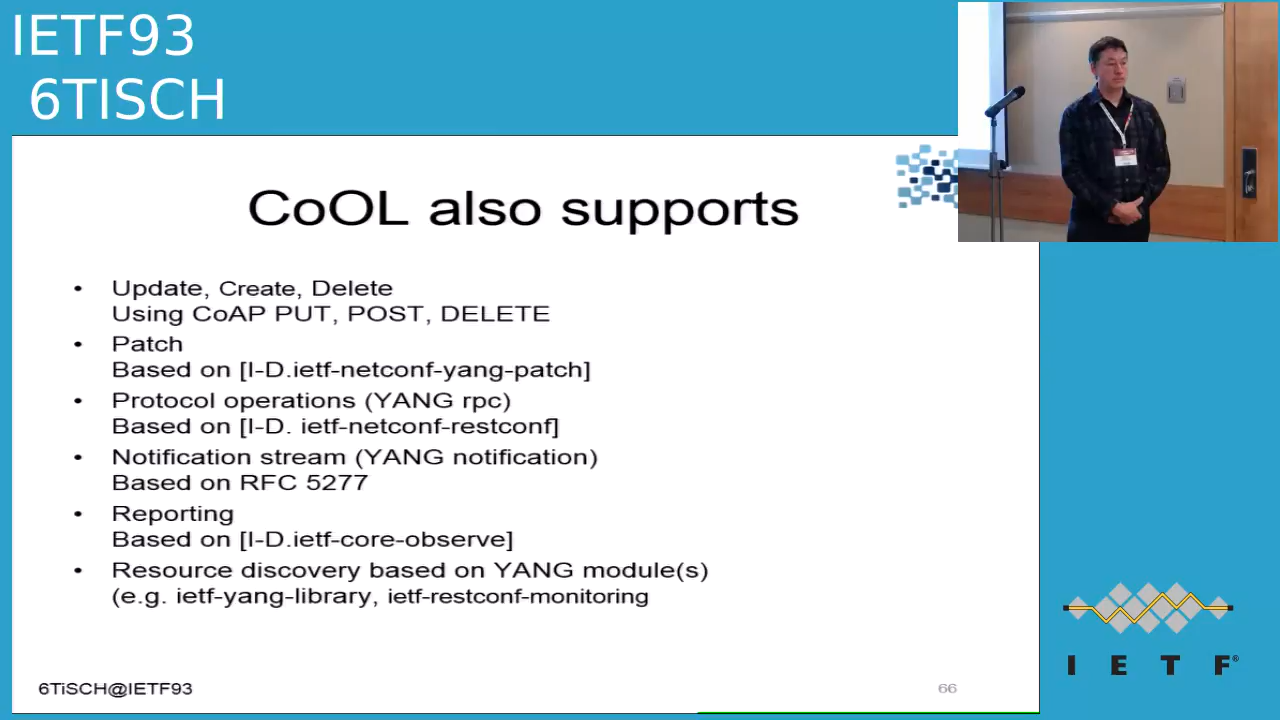 IETF93
6TISCH
CoOL also supports
• Update, Create, Delete
Using CoAP PUT, POST, DELETE
• Patch
Based on [I-D.ietf-netconf-yang-patch]
• Protocol operations (YANG rpc)
Based on [I-D. ietf-netconf-restconf]
• Notification stream (YANG notification)
Based on RFC 5277
• Reporting
Based on [I-D.ietf-core-observe]
• Resource discovery based on YANG module(s)
(e.g. ietf-yang-library, ietf-restconf-monitoring
6TiSCH@IETF93
66
I E T F®